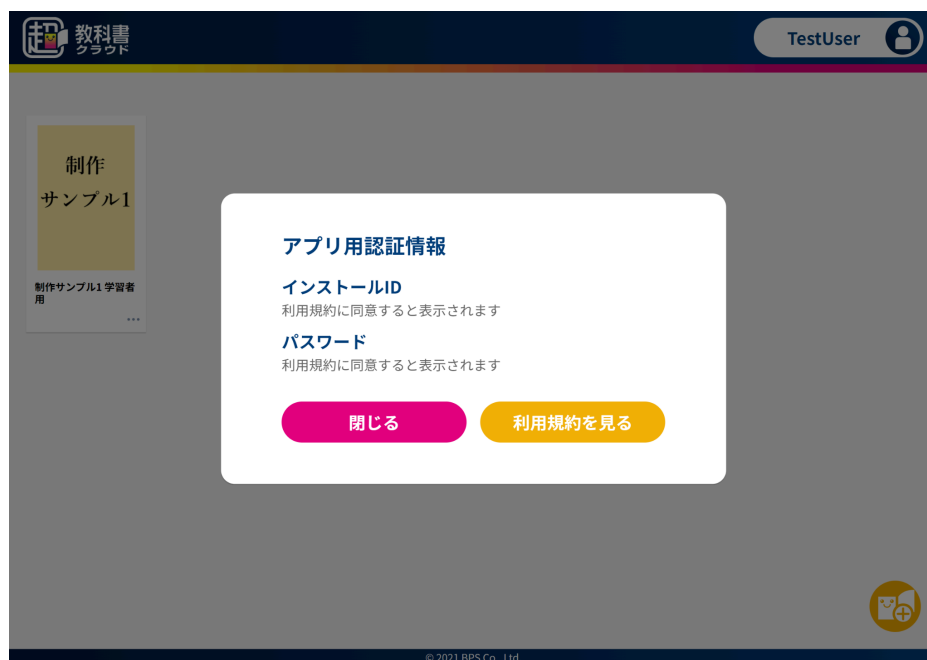 超 教科書
クラウド
TestUser
制作
サンプル1
制作サンプル1 学習者
用
...
アプリ用認証情報
インストールID
利用規約に同意すると表示されます
パスワード
利用規約に同意すると表示されます
閉じる
利用規約を見る
© 2021 BPS Co., Ltd.